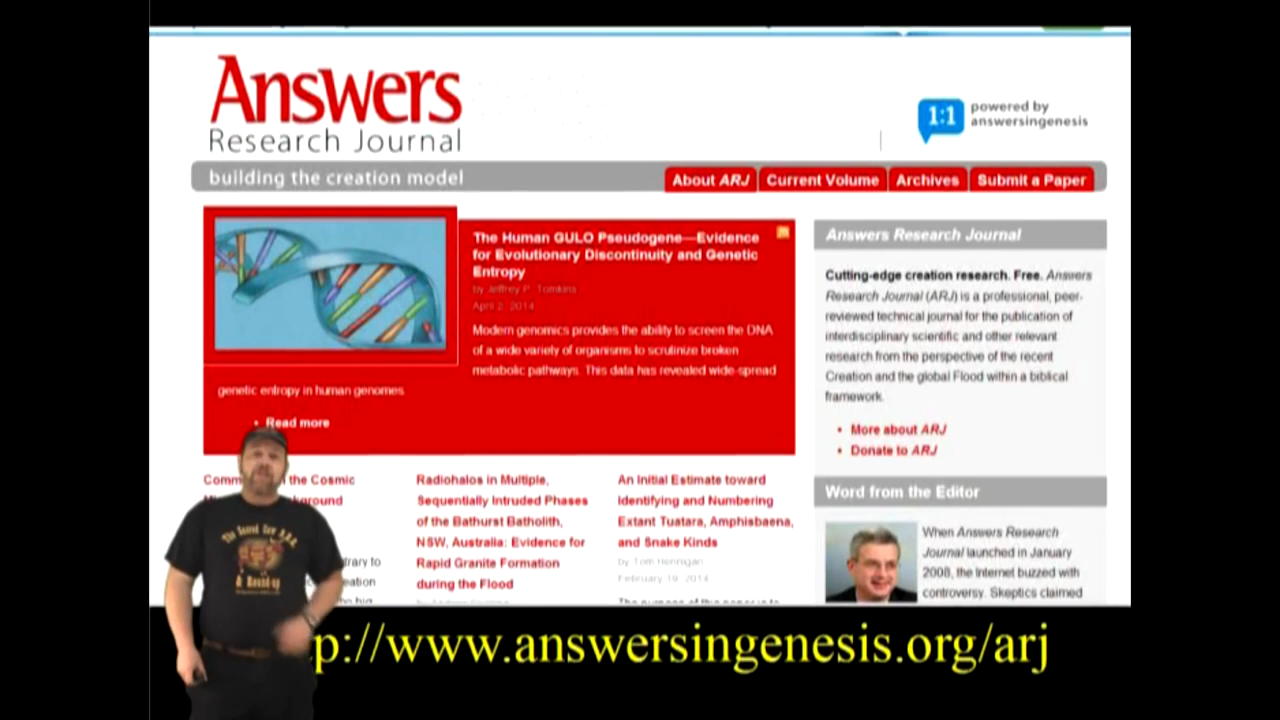 Answers
Research Journal
1:1
powered by
answersingenesis
building the creation model
About ARJ
Current Volume
Archives
Submit a Paper
The Human GULO Pseudogene—Evidence
for Evolutionary Discontinuity and Genetic
Entropy
by Jeffrey P. Tomkins
April 2, 2014
Modern genomics provides the ability to screen the DNA
of a wide variety of organisms to scrutinize broken
metabolic pathways. This data has revealed wide-spread
genetic entropy in human genomes.
• Read more
the Cosmic
Radiohalos in Multiple,
Sequentially Intruded Phases
of the Bathurst Batholith,
NSW, Australia: Evidence for
Rapid Granite Formation
during the Flood
An Initial Estimate toward
Identifying and Numbering
Extant Tuatara, Amphisbaena,
and Snake Kinds
by Tom Hennigan
February 19, 2014
The purpose of this paper is to
Answers Research Journal
Cutting-edge creation research. Free. Answers
Research Journal (ARJ) is a professional, peer-
reviewed technical journal for the publication of
interdisciplinary scientific and other relevant
research from the perspective of the recent
Creation and the global Flood within a biblical
framework.
• More about ARJ
• Donate to ARJ
Word from the Editor
When Answers Research
Journal launched in January
2008, the Internet buzzed with
controversy. Skeptics claimed
& Round-up
p://www.answersingenesis.org/arj